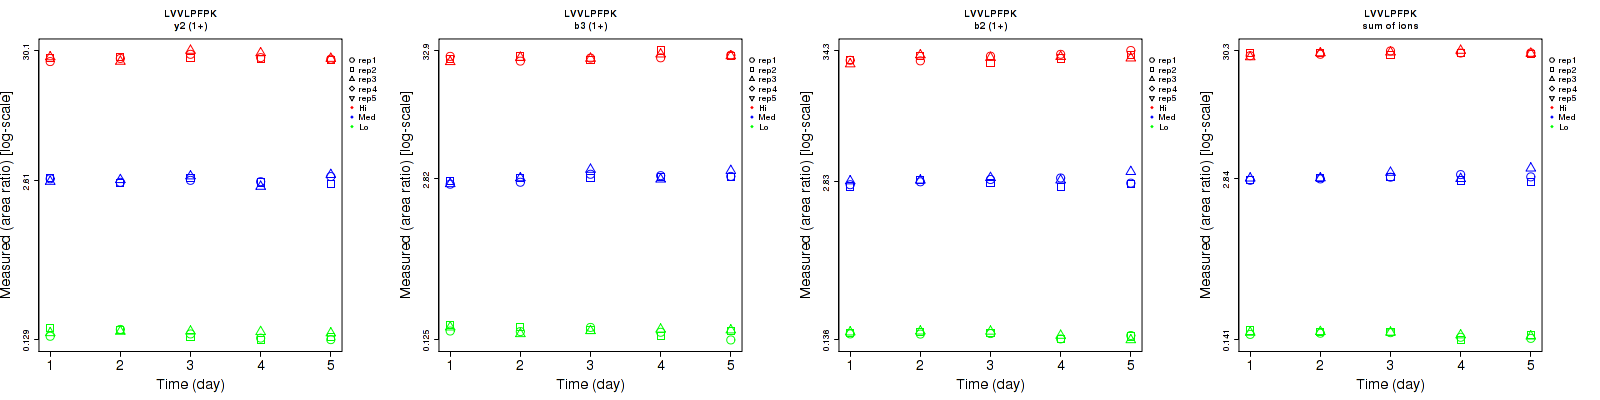 LVVLPFPK
y2 (1+)
Measured (area ratio) [log-scale]
30.1
2.61
0.129
1 2 3 4 5
Time (day)
rep1
rep2
rep3
rep4
rep5
Hi
Med
Lo
LVVLPFPK
b3 (1+)
Measured (area ratio) [log-scale]
32.9
2.82
0.125
1 2 3 4 5
Time (day)
rep1
rep2
rep3
rep4
rep5
Hi
Med
Lo
LVVLPFPK
b2 (1+)
Measured (area ratio) [log-scale]
34.3
2.83
0.136
1 2 3 4 5
Time (day)
rep1
rep2
rep3
rep4
rep5
Hi
Med
Lo
LVVLPFPK
sum of ions
Measured (area ratio) [log-scale]
30.3
2.84
0.141
1 2 3 4 5
Time (day)
rep1
rep2
rep3
rep4
rep5
Hi
Med
Lo